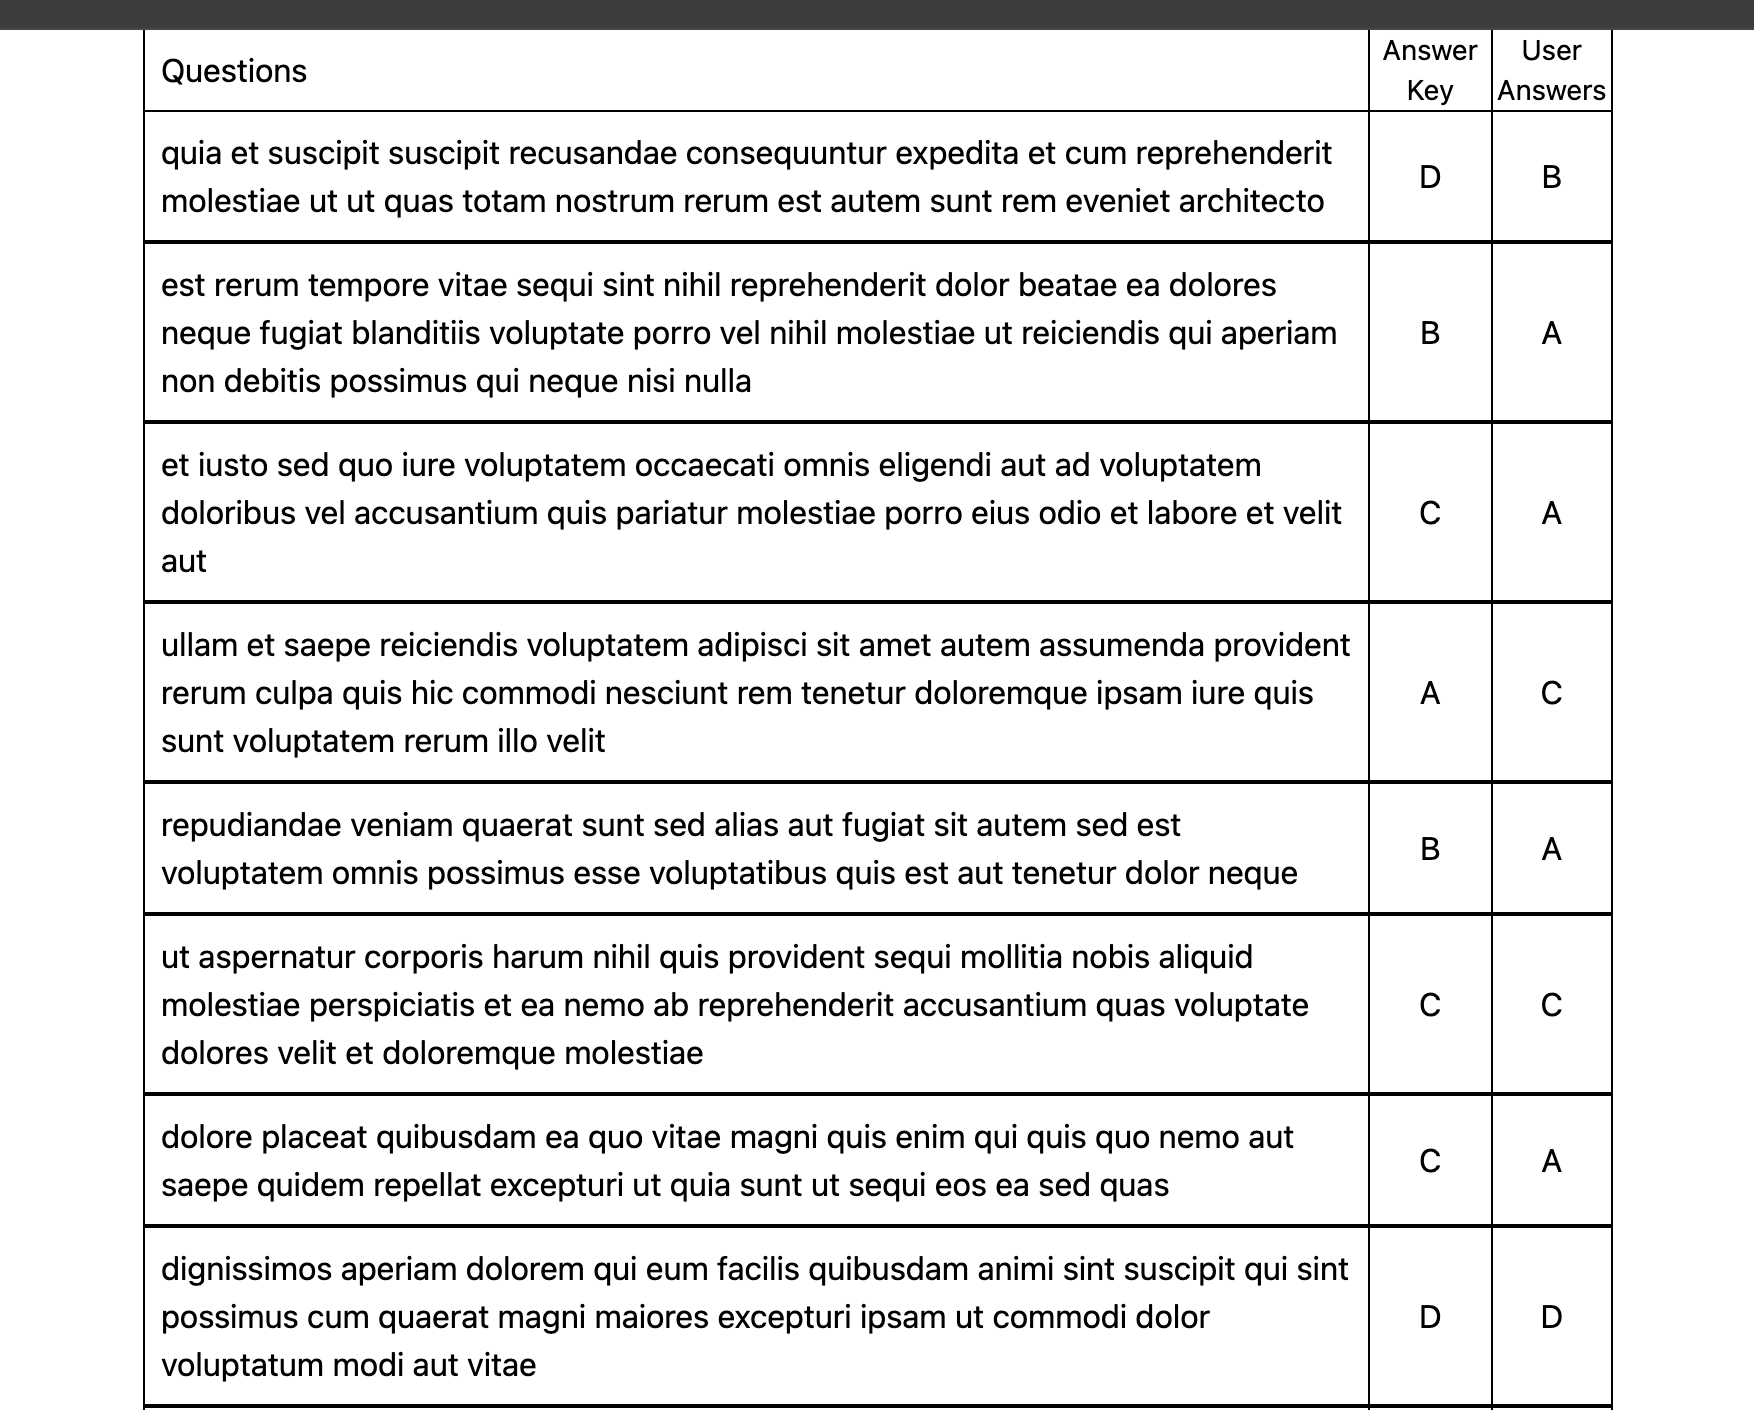 Questions
Answer
Key
User
Answers
quia et suscipit suscipit recusandae consequuntur expedita et cum reprehenderit
molestiae ut ut quas totam nostrum rerum est autem sunt rem eveniet architecto
D
B
est rerum tempore vitae sequi sint nihil reprehenderit dolor beatae ea dolores
neque fugiat blanditiis voluptate porro vel nihil molestiae ut reiciendis qui aperiam
non debitis possimus qui neque nisi nulla
B
A
et iusto sed quo iure voluptatem occaecati omnis eligendi aut ad voluptatem
doloribus vel accusantium quis pariatur molestiae porro eius odio et labore et velit
aut
C
A
ullam et saepe reiciendis voluptatem adipisci sit amet autem assumenda provident
rerum culpa quis hic commodi nesciunt rem tenetur doloremque ipsam iure quis
sunt voluptatem rerum illo velit
A
C
repudiandae veniam quaerat sunt sed alias aut fugiat sit autem sed est
voluptatem omnis possimus esse voluptatibus quis est aut tenetur dolor neque
B
A
ut aspernatur corporis harum nihil quis provident sequi mollitia nobis aliquid
molestiae perspiciatis et ea nemo ab reprehenderit accusantium quas voluptate
dolores velit et doloremque molestiae
C
C
dolore placeat quibusdam ea quo vitae magni quis enim qui quis quo nemo aut
saepe quidem repellat excepturi ut quia sunt ut sequi eos ea sed quas
C
A
dignissimos aperiam dolorem qui eum facilis quibusdam animi sint suscipit qui sint
possimus cum quaerat magni maiores excepturi ipsam ut commodi dolor
voluptatum modi aut vitae
D
D